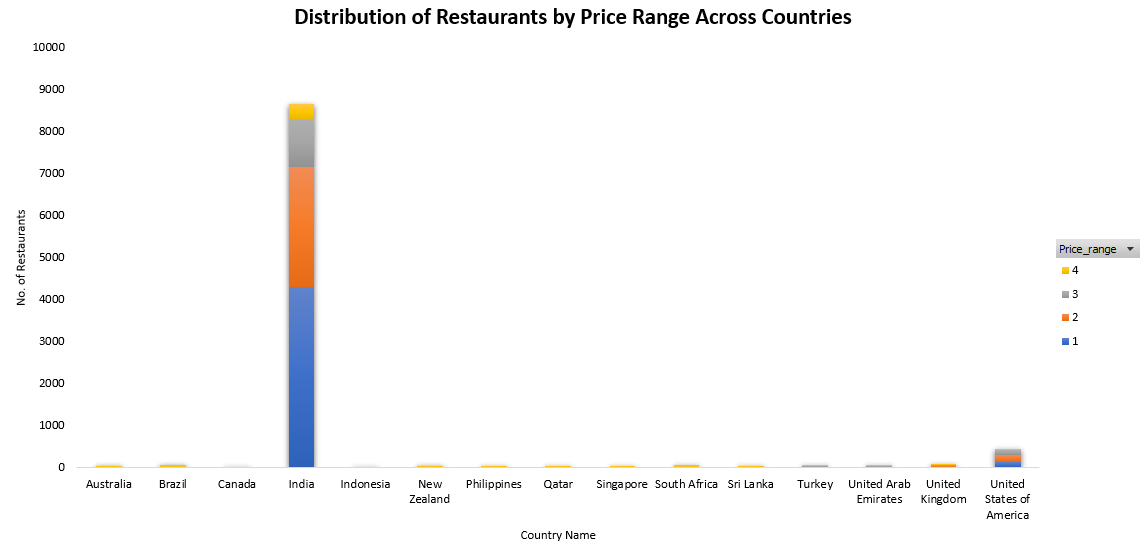 Distribution of Restaurants by Price Range Across Countries
10000
9000
8000
7000
6000
5000
4000
3000
2000
1000
0
No. of Restaurants
Australia
Brazil
Canada
India
Indonesia
New
Zealand
Philippines
Qatar
Singapore
South Africa
Sri Lanka
Turkey
United Arab
Emirates
United
Kingdom
United
States of
America
Country Name
Price_range
4
3
2
1